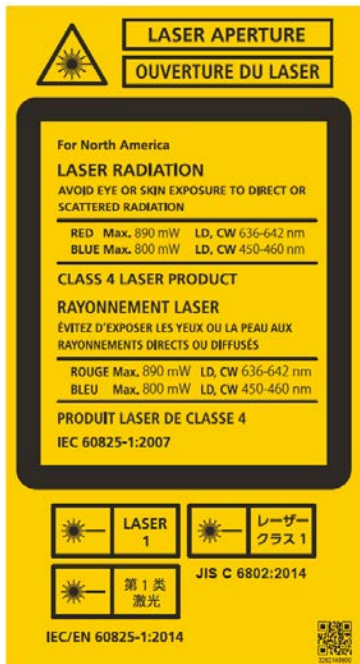 LASER APERTURE
OUVERTURE DU LASER
For North America
LASER RADIATION
AVOID EYE OR SKIN EXPOSURE TO DIRECT OR
SCATTERED RADIATION
RED Max. 890 mW LD, CW 636-642 nm
BLUE Max. 800 mW LD, CW 450-460 nm
CLASS 4 LASER PRODUCT
RAYONNEMENT LASER
ÉVITEZ D'EXPOSER LES YEUX OU LA PEAU AUX
RAYONNEMENTS DIRECTS OU DIFFUSÉS
ROUGE Max. 890 mW LD, CW 636-642 nm
BLEU Max. 800 mW LD, CW 450-460 nm
PRODUIT LASER DE CLASSE 4
IEC 60825-1:2007
LASER
1
レーザー
クラス 1
第 1 类
激光
JIS C 6802:2014
IEC/EN 60825-1:2014